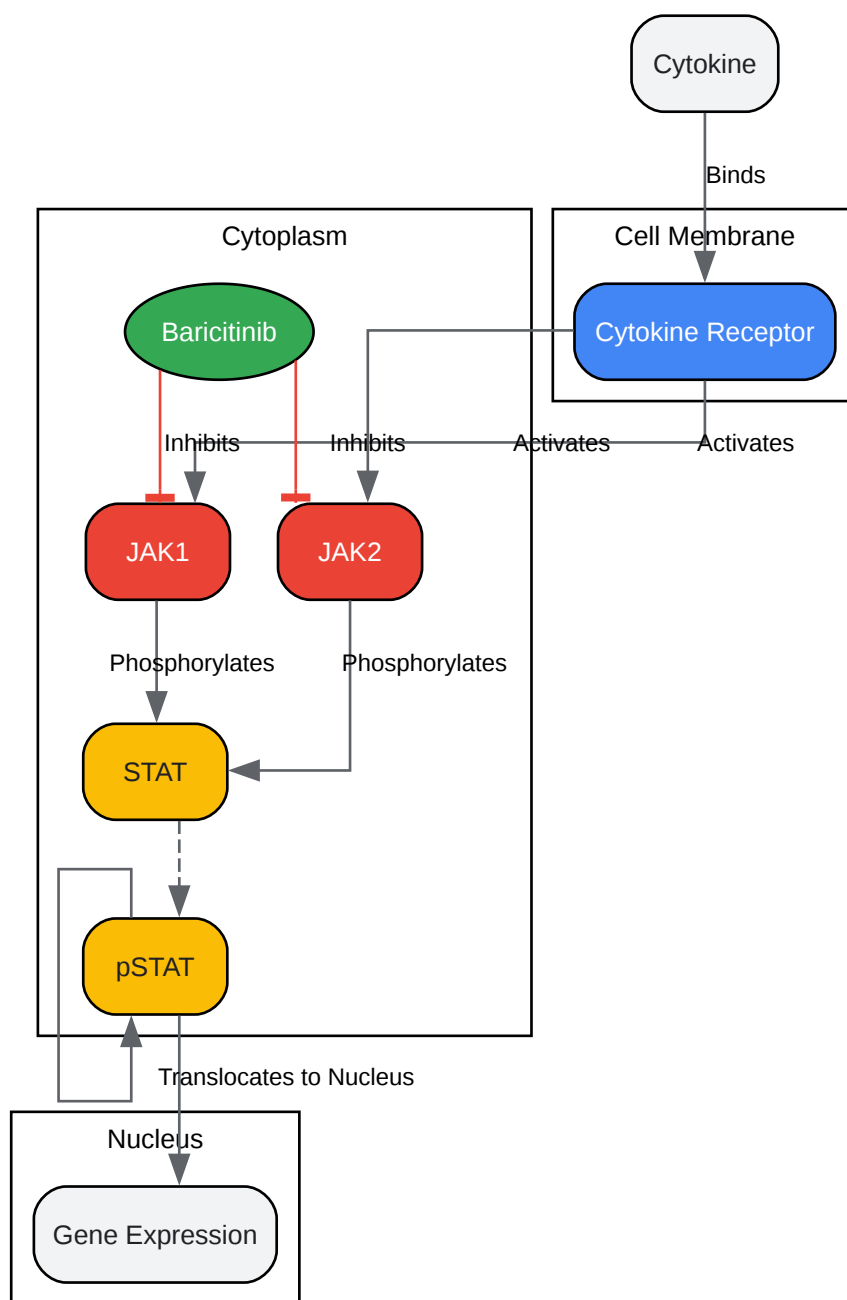 Cytokine
Binds
Cytoplasm
Cell Membrane
Baricitinib
Cytokine Receptor
Inhibits
Inhibits
Activates
Activates
JAK1
JAK2
Phosphorylates
Phosphorylates
STAT
pSTAT
Translocates to Nucleus
Nucleus
Gene Expression